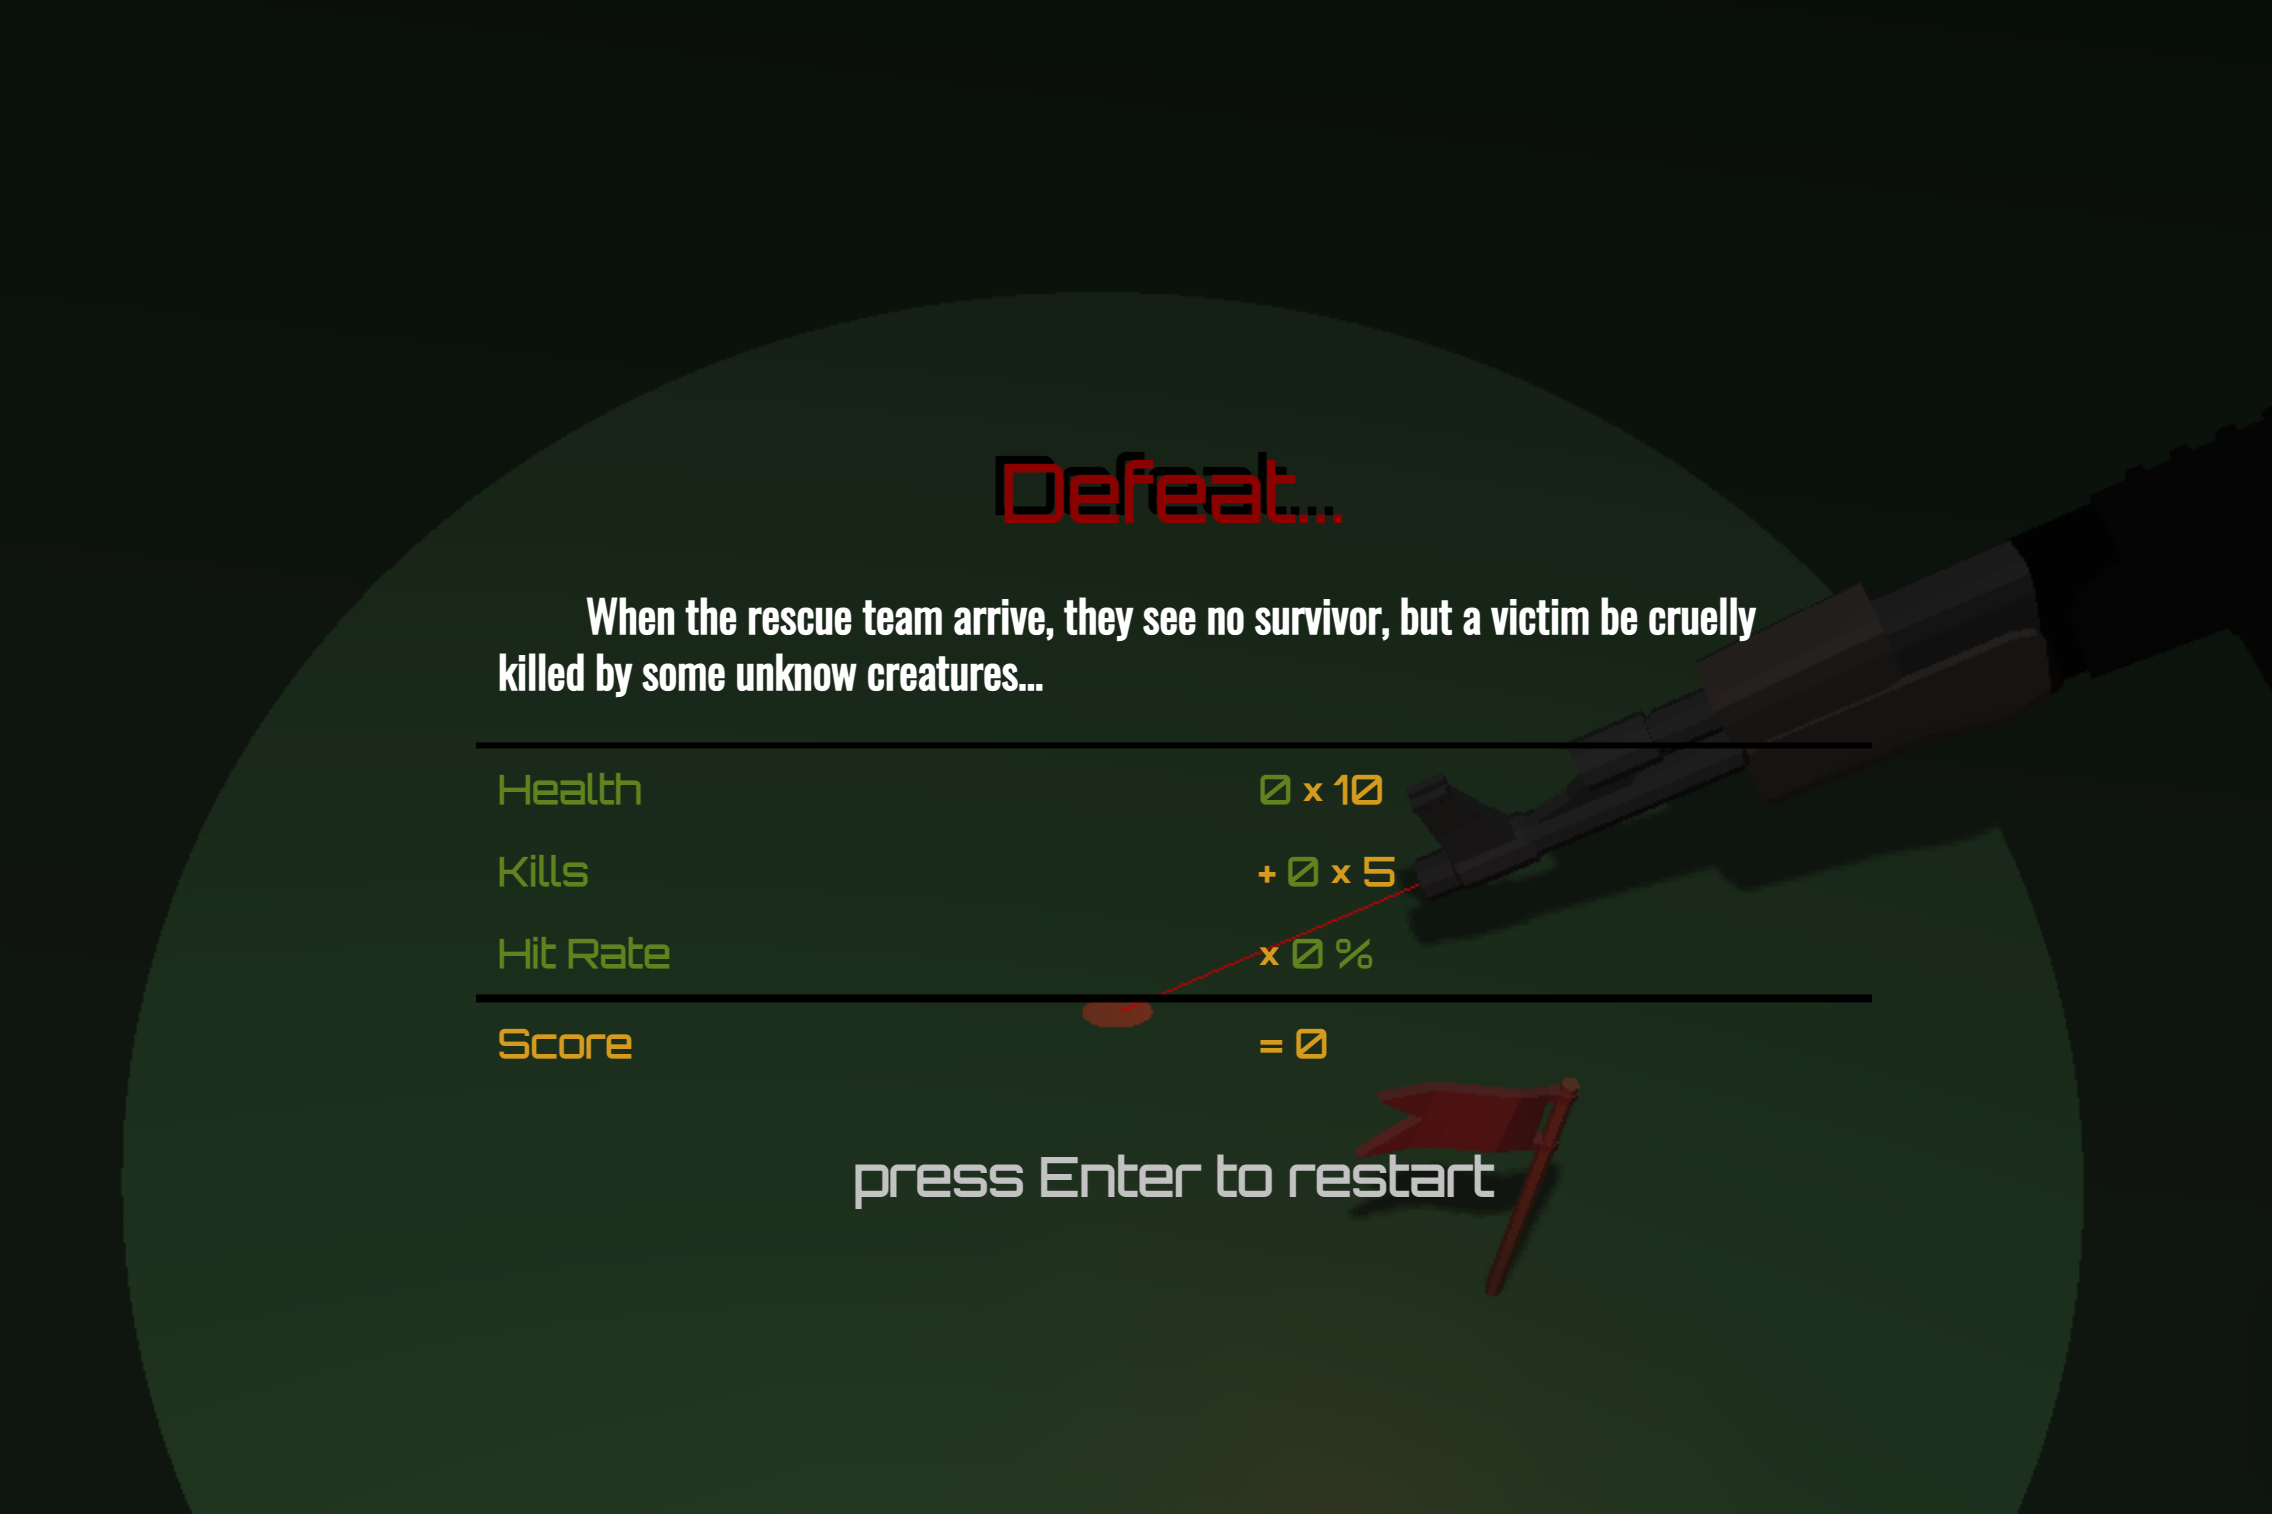 Defeat...
When the rescue team arrive, they see no survivor, but a victim be cruelly
killed by some unknow creatures...
Health 0 x 10
Kills + 0 x 5
Hit Rate x 0 %
Score = 0
press Enter to restart